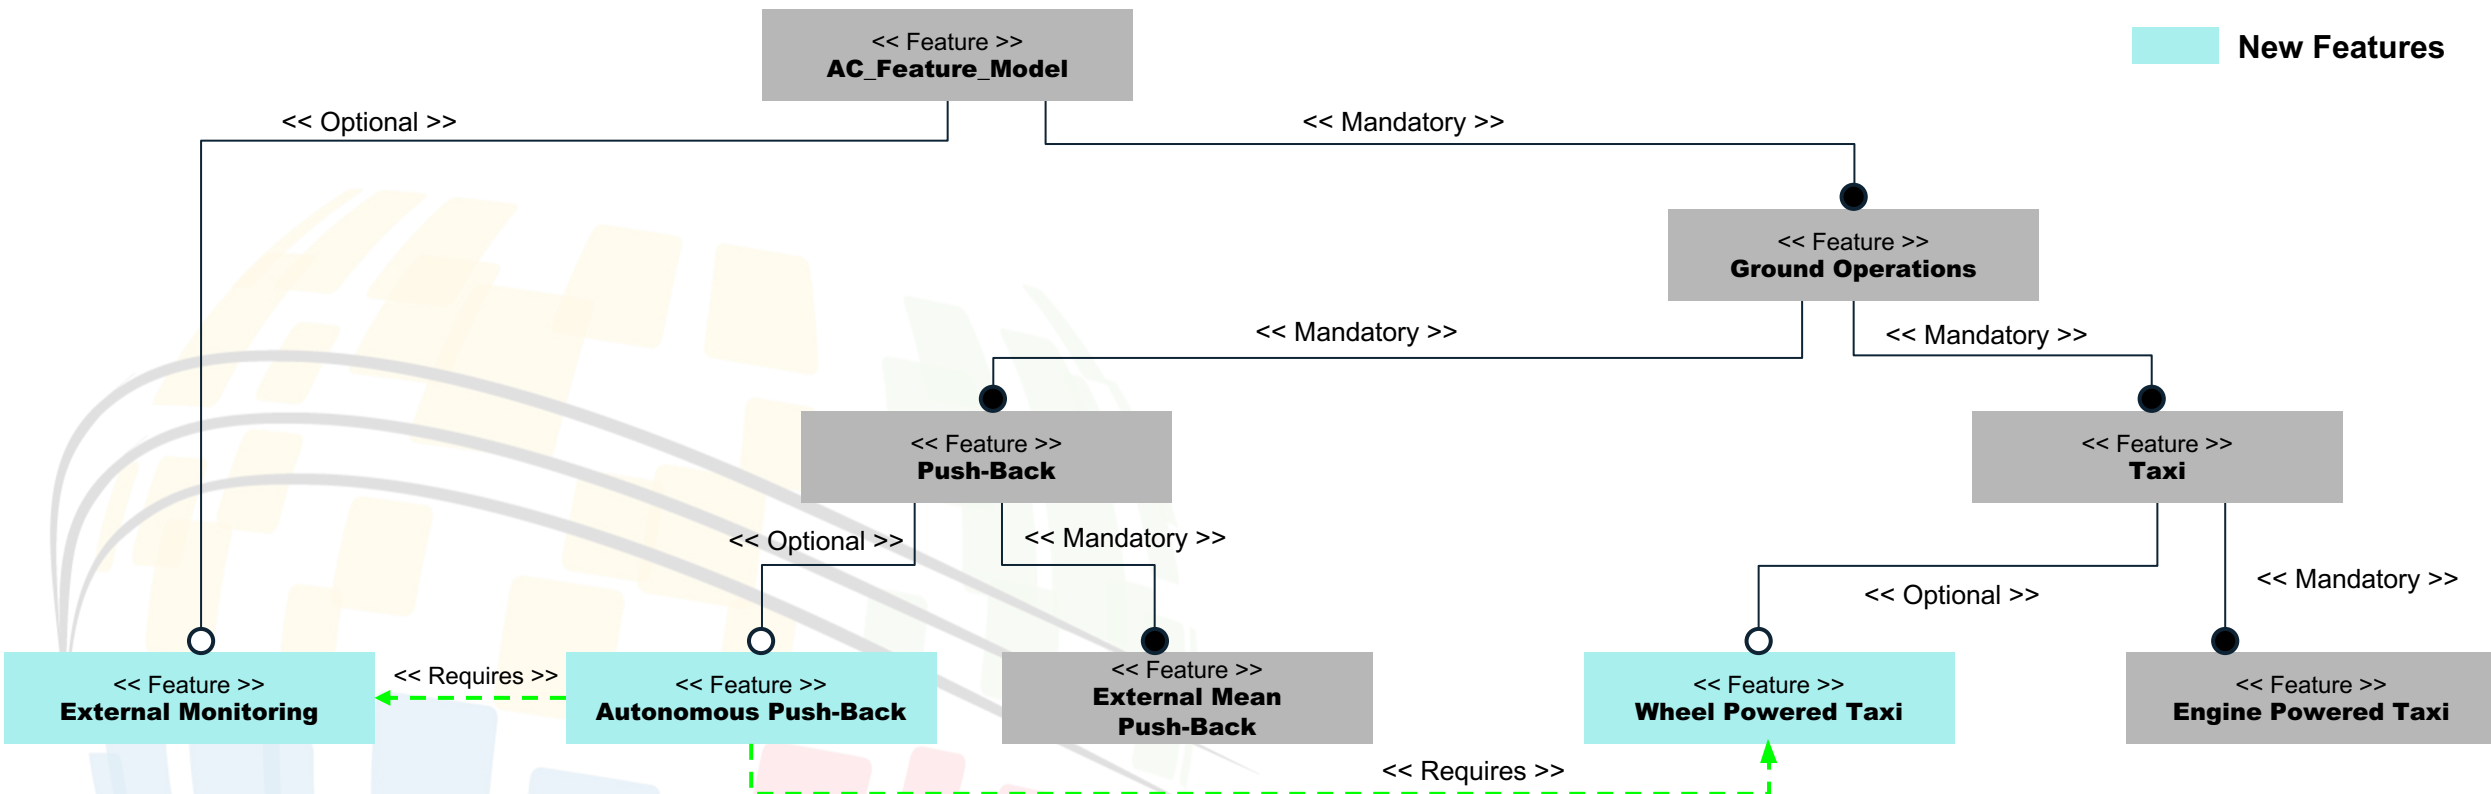 << Feature >>
AC_Feature_Model
New Features
<< Optional >>
<< Mandatory >>
<< Feature >>
Ground Operations
<< Mandatory >>
<< Mandatory >>
<< Feature >>
Push-Back
<< Feature >>
Taxi
<< Optional >>
<< Mandatory >>
<< Optional >>
<< Mandatory >>
<< Feature >>
External Monitoring
<< Requires >>
<< Feature >>
Autonomous Push-Back
<< Feature >>
External Mean
Push-Back
<< Feature >>
Wheel Powered Taxi
<< Feature >>
Engine Powered Taxi
<< Requires >>